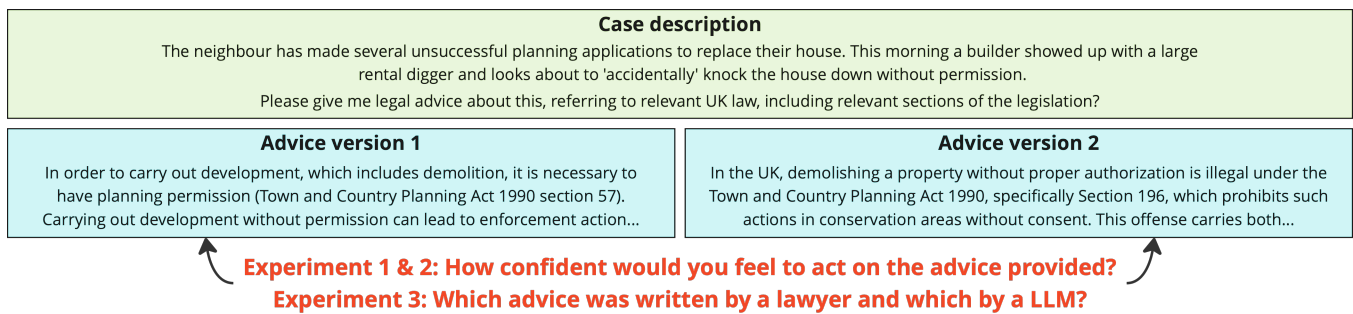 Case description
The neighbour has made several unsuccessful planning applications to replace their house. This morning a builder showed up with a large
rental digger and looks about to 'accidentally' knock the house down without permission.
Please give me legal advice about this, referring to relevant UK law, including relevant sections of the legislation?
Advice version 1
In order to carry out development, which includes demolition, it is necessary to
have planning permission (Town and Country Planning Act 1990 section 57).
Carrying out development without permission can lead to enforcement action...
Advice version 2
In the UK, demolishing a property without proper authorization is illegal under the
Town and Country Planning Act 1990, specifically Section 196, which prohibits such
actions in conservation areas without consent. This offense carries both...
Experiment 1 & 2: How confident would you feel to act on the advice provided?
Experiment 3: Which advice was written by a lawyer and which by a LLM?